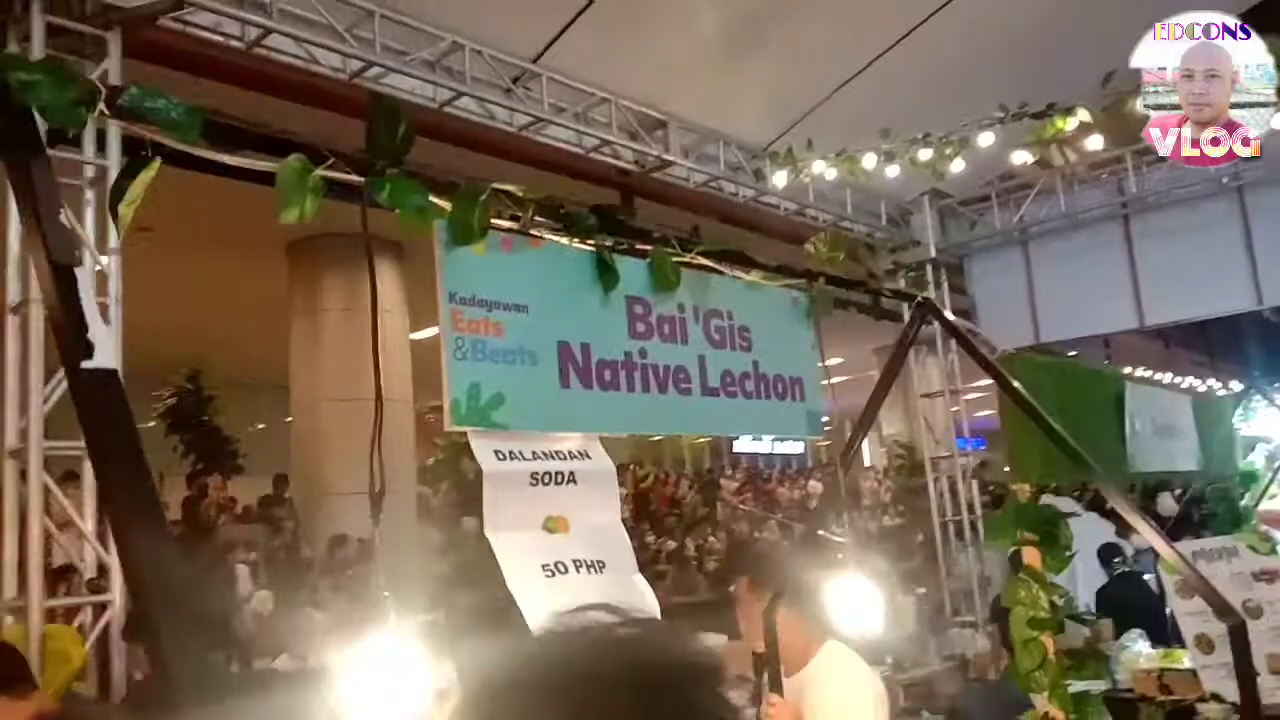 EDCONS
VLOG
Kadayawan
Eats
&Beats
Bai 'Gis
Native Lechon
DALANDAN
SODA
50 PHP